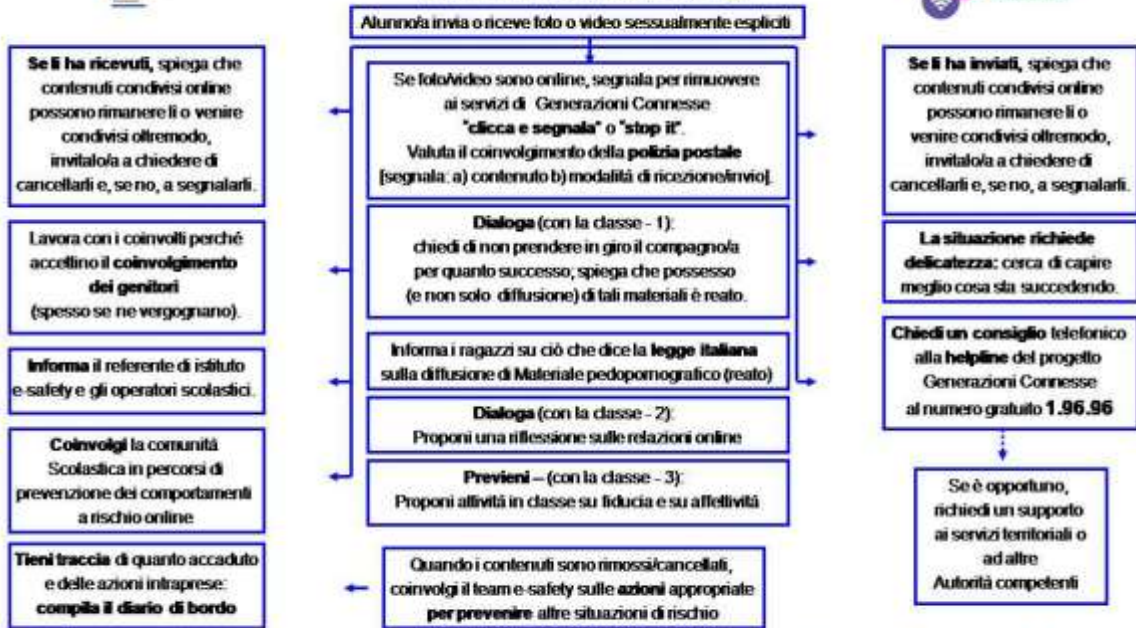 Alunno/a invia o riceve foto o video sessualmente espliciti
Se li ha ricevuti, spiega che
contenuti condivisi online
possono rimanere lì o venire
condivisi oltremodo,
invitalo/a a chiedere di
cancellarli e, se no, a segnalarli.
Lavora con i coinvolti perché
accettino il coinvolgimento
dei genitori
(spesso se ne vergognano).
Informa il referente di istituto
e-safety e gli operatori scolastici.
Coinvolgi la comunità
Scolastica in percorsi di
prevenzione dei comportamenti
a rischio online
Tieni traccia di quanto accaduto
e delle azioni intraprese:
compila il diario di bordo
Se foto/video sono online, segnala per rimuovere
ai servizi di Generazioni Connesse
"clicca e segnala" o "stop it".
Valuta il coinvolgimento della polizia postale
[segnala: a) contenuto b) modalità di ricezione/invio].
Dialoga (con la classe - 1):
chiedi di non prendere in giro il compagno/a
per quanto successo; spiega che possesso
(e non solo diffusione) di tali materiali è reato.
Informa i ragazzi su ciò che dice la legge italiana
sulla diffusione di Materiale pedopornografico (reato)
Dialoga (con la classe - 2):
Proponi una riflessione sulle relazioni online
Previeni – (con la classe - 3):
Proponi attività in classe su fiducia e su affettività
Quando i contenuti sono rimossi/cancellati,
coinvolgi il team e-safety sulle azioni appropriate
per prevenire altre situazioni di rischio
Se li ha inviati, spiega che
contenuti condivisi online
possono rimanere lì o
venire condivisi oltremodo,
invitalo/a a chiedere di
cancellarli e, se no, a segnalarli.
La situazione richiede
delicatezza: cerca di capire
meglio cosa sta succedendo.
Chiedi un consiglio telefonico
alla helpline del progetto
Generazioni Connesse
al numero gratuito 1.96.96
Se è opportuno,
richiedi un supporto
ai servizi territoriali o
ad altre
Autorità competenti